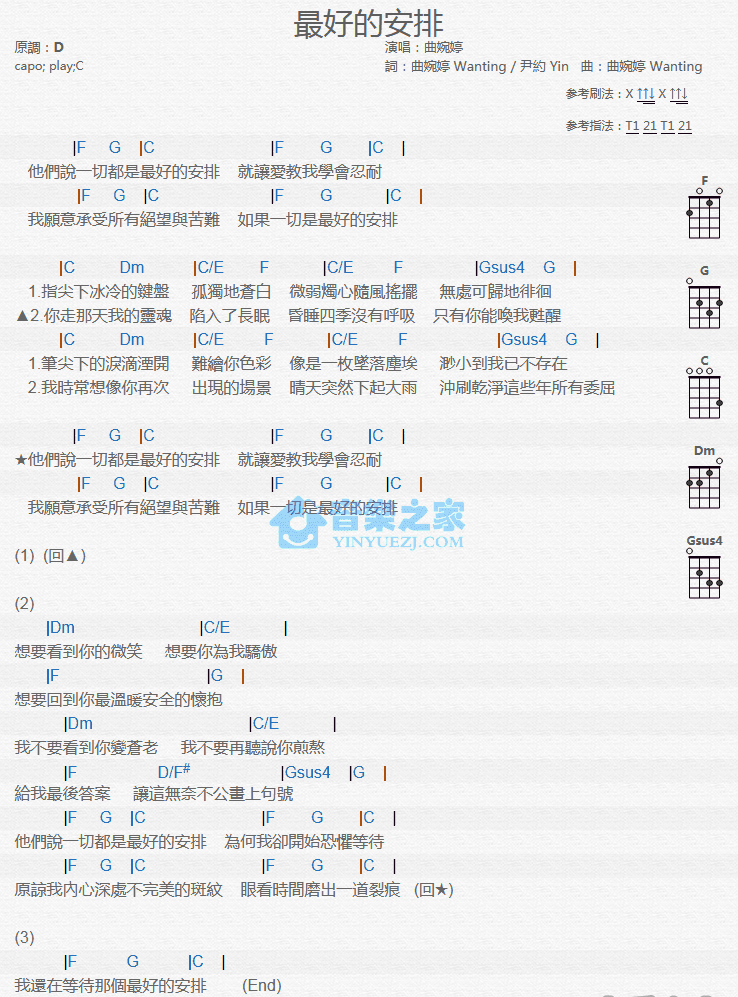 最好的安排
原調：D
演唱：曲婉婷
capo; play;C
詞：曲婉婷 Wanting / 尹約 Yin 曲：曲婉婷 Wanting
参考刷法：X ↑↑↓ X ↑↑↓
参考指法：T1 21 T1 21
|F G |C |F G |C |
他們說一切都是最好的安排 就讓愛教我學會忍耐
|F G |C |F G |C |
我願意承受所有絕望與苦難 如果一切是最好的安排
|C Dm |C/E F |C/E F |Gsus4 G |
1.指尖下冰冷的鍵盤 孤獨地蒼白 微弱燭心隨風搖擺 無處可歸地徘徊
▲2.你走那天我的靈魂 陷入了長眠 昏睡四季沒有呼吸 只有你能喚我甦醒
|C Dm |C/E F |C/E F |Gsus4 G |
1.筆尖下的淚滴湮開 難繪你色彩 像是一枚墜落塵埃 渺小到我已不存在
2.我時常想像你再次 出現的場景 晴天突然下起大雨 沖刷乾淨這些年所有委屈
|F G |C |F G |C |
★他們說一切都是最好的安排 就讓愛教我學會忍耐
|F G |C |F G |C |
我願意承受所有絕望與苦難 如果一切是最好的安排
音樂之家
YINYUEZJ.COM
(1) (回▲)
(2)
|Dm |C/E |
想要看到你的微笑 想要你為我驕傲
|F |G |
想要回到你最溫暖安全的懷抱
|Dm |C/E |
我不要看到你變蒼老 我不要再聽說你煎熬
|F D/F# |Gsus4 |G |
給我最後答案 讓這無奈不公畫上句號
|F G |C |F G |C |
他們說一切都是最好的安排 為何我卻開始恐懼等待
|F G |C |F G |C |
原諒我內心深處不完美的斑紋 眼看時間磨出一道裂痕 (回★)
(3)
|F G |C |
我還在等待那個最好的安排 (End)
F
G
C
Dm
Gsus4